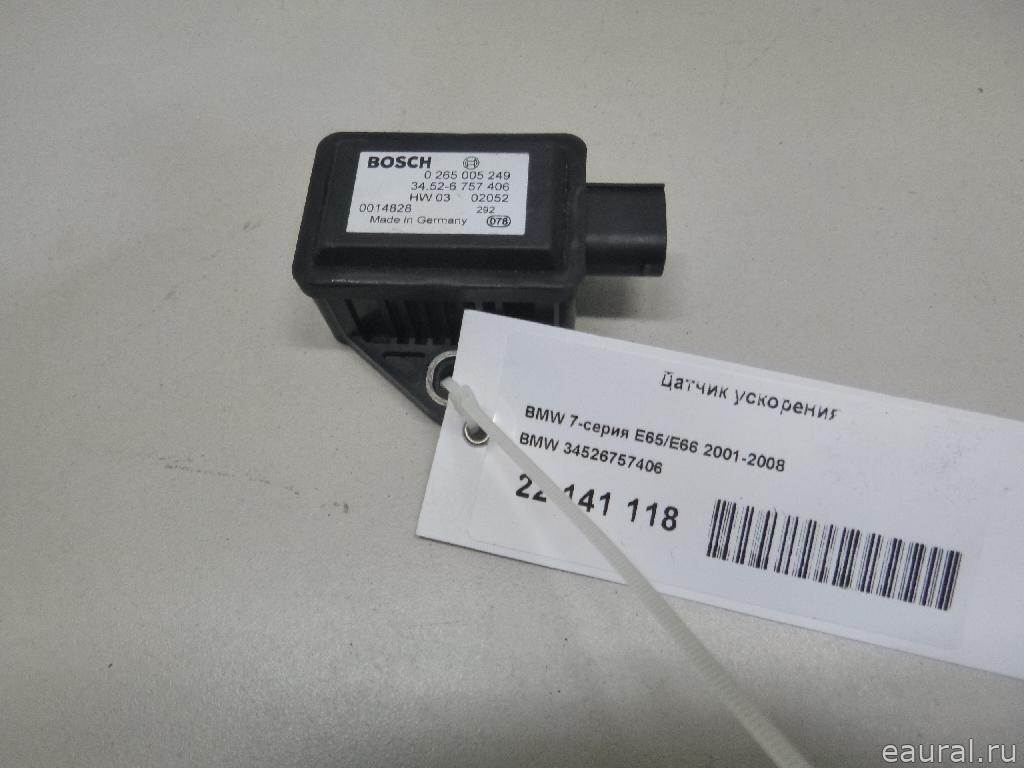 BOSCH
0 265 005 249
34.52-6 757 406
HW 03 02052
0014828 292
Made in Germany 078
Датчик ускорения
BMW 7-серия E65/E66 2001-2008
BMW 34526757406
141 118
eaural.ru